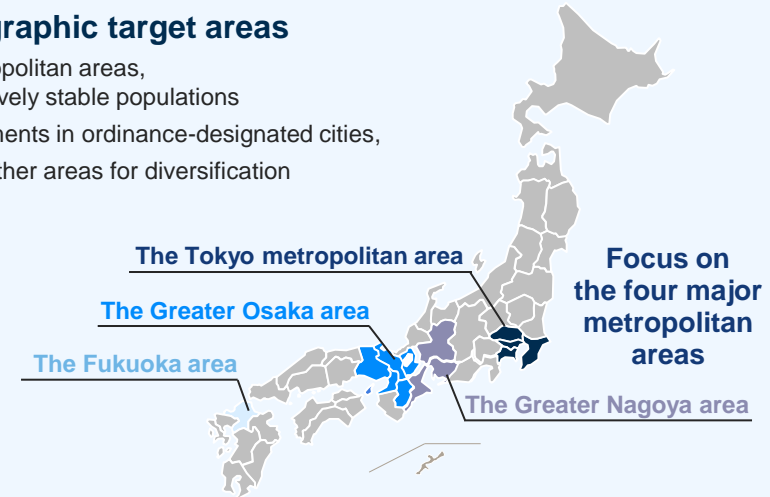 graphic target areas
opolitan areas,
vely stable populations
ments in ordinance-designated cities,
ther areas for diversification
The Tokyo metropolitan area
Focus on
the four major
metropolitan
areas
The Greater Osaka area
The Fukuoka area
The Greater Nagoya area